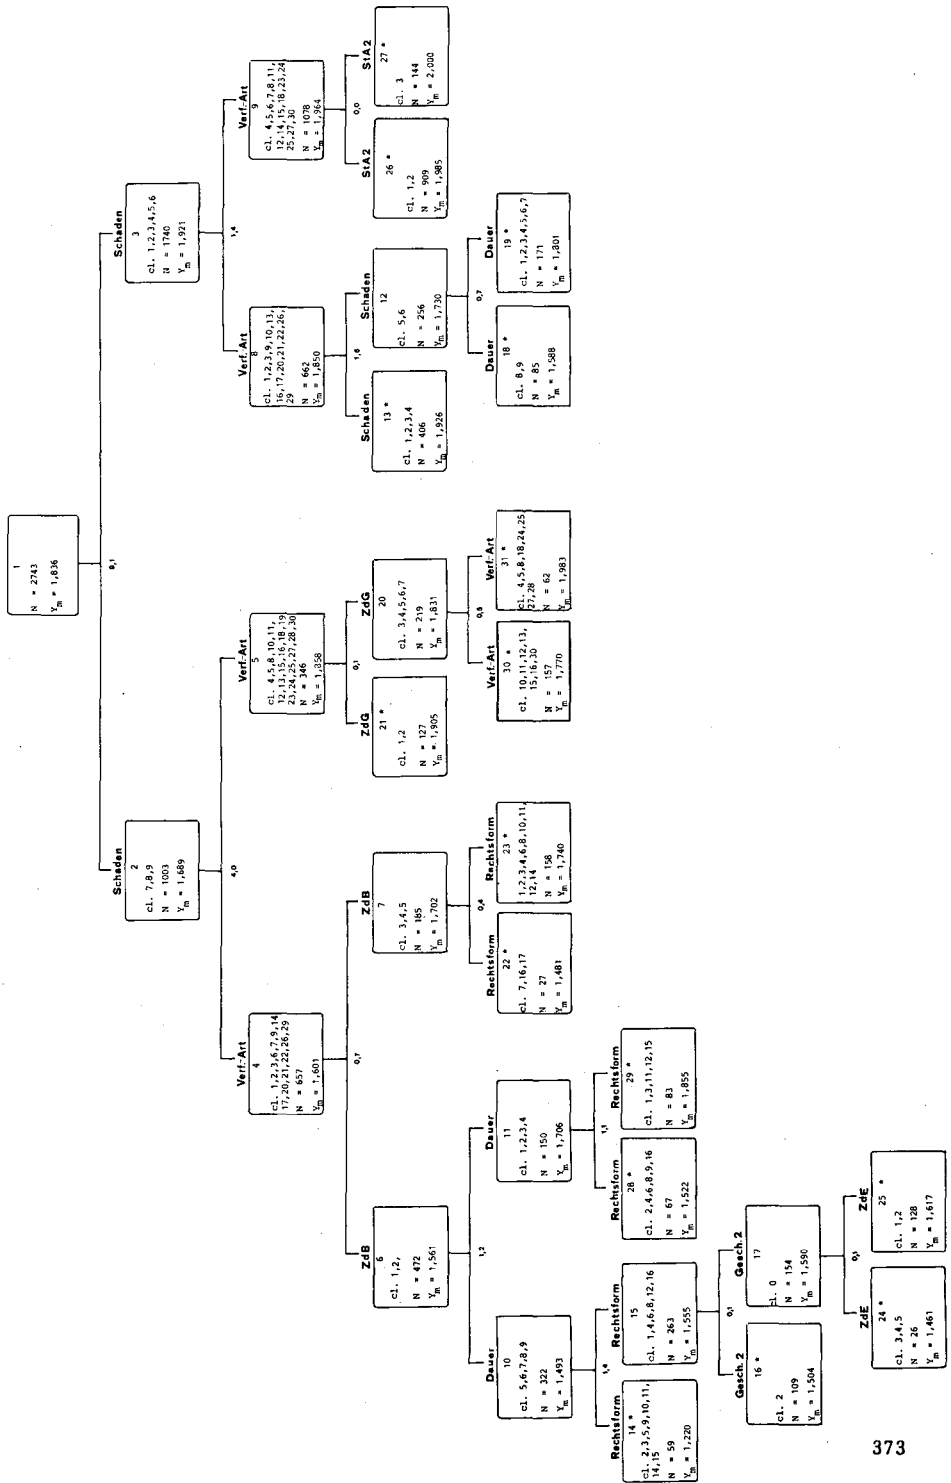 1
N = 2743
Ym = 1,836
9,1
Schaden
2
cl. 7,8,9
N = 1003
Ym = 1,689
4,0
Schaden
3
cl. 1,2,3,4,5,6
N = 1740
Ym = 1,921
1,4
Verf.-Art
4
cl. 1,2,3,6,7,9,14
17,20,21,22,26,29
N = 657
Ym = 1,601
0,7
Verf.-Art
5
cl. 4,5,8,10,11,
12,13,15,16,18,19
23,24,25,27,28,30
N = 346
Ym = 1,858
0,1
Verf. Art
8
cl. 1,2,3,9,10,13,
16,17,20,21,22,26,
29
N = 662
Ym = 1,850
1,6
Verf.-Art
9
cl. 4,5,6,7,8,11,
12,14,15,18,23,24,
25,27,30
N = 1078
Ym = 1,964
0,0
ZdB
6
cl. 1,2,
N = 472
Ym = 1,561
1,2
ZdB
7
cl. 3,4,5
N = 185
Ym = 1,702
0,4
ZdG
21 *
cl. 1,2
N = 127
Ym = 1,905
ZdG
20
cl. 3,4,5,6,7
N = 219
Ym = 1,831
0,5
Schaden
13 *
cl. 1,2,3,4
N = 406
Ym = 1,926
Schaden
12
cl. 5,6
N = 256
Ym = 1,730
0,7
StA2
26 *
cl. 1,2
N = 909
Ym = 1,985
StA2
27 *
cl. 3
N = 144
Ym = 2,000
Dauer
10
cl. 5,6,7,8,9
N = 322
Ym = 1,493
1,4
Dauer
11
cl. 1,2,3,4
N = 150
Ym = 1,706
1,1
Rechtsform
22 *
cl. 7,16,17
N = 27
Ym = 1,481
Rechtsform
23 *
1,2,3,4,6,8,10,11,
12,14
N = 158
Ym = 1,740
Verf.-Art
30 *
cl. 10,11,12,13,
15,16,30
N = 157
Ym = 1,770
Verf.-Art
31 *
cl. 4,5,8,18,24,25
27,28
N = 62
Ym = 1,983
Dauer
18 *
cl. 8,9
N = 85
Ym = 1,588
Dauer
19 *
cl. 1,2,3,4,5,6,7
N = 171
Ym = 1,801
Rechtsform
14 *
cl. 2,3,5,9,10,11,
14,15
N = 59
Ym = 1,220
Rechtsform
15
cl. 1,4,6,8,12,16
N = 263
Ym = 1,555
0,1
Rechtsform
28 *
cl. 2,4,6,8,9,16
N = 67
Ym = 1,522
Rechtsform
29 *
cl. 1,3,11,12,15
N = 83
Ym = 1,855
Gesch.2
16 *
cl. 2
N = 109
Ym = 1,504
Gesch.2
17
cl. 0
N = 154
Ym = 1,590
0,1
ZdE
24 *
cl. 3,4,5
N = 26
Ym = 1,461
ZdE
25 *
cl. 1,2
N = 128
Ym = 1,617
373